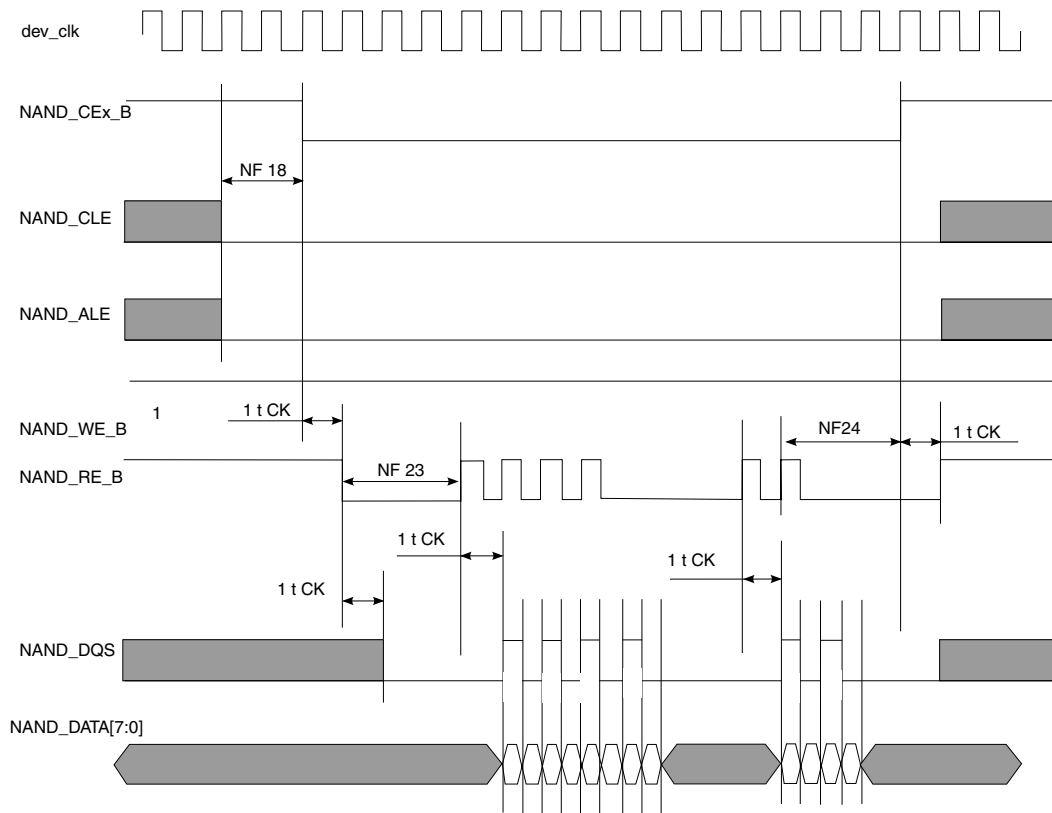 dev_clk
NAND_CEx_B
NF 18
NAND_CLE
NAND_ALE
1
1 t CK
NAND_WE_B
NF24
1 t CK
NF 23
NAND_RE_B
1 t CK
1 t CK
1 t CK
NAND_DQS
NAND_DATA[7:0]